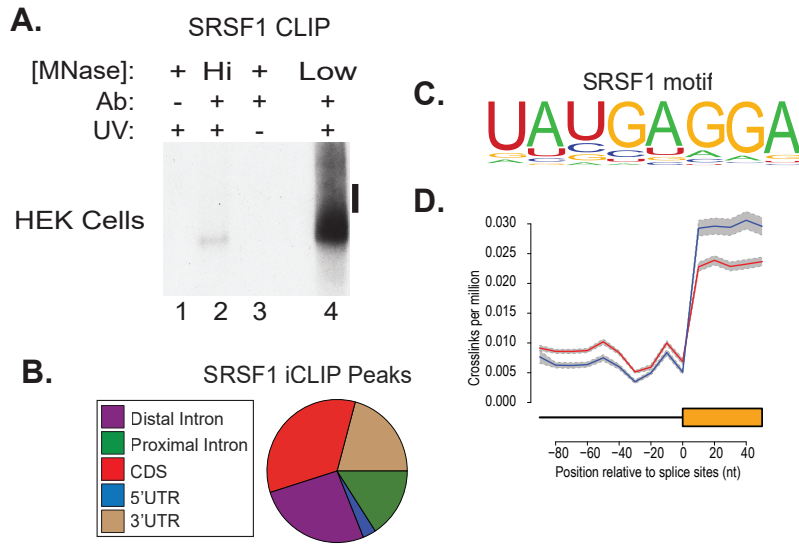 A.
SRSF1 CLIP
[MNase]: + Hi + Low
Ab: - + + +
UV: + + - +
HEK Cells
1 2 3 4
B.
SRSF1 iCLIP Peaks
Distal Intron
Proximal Intron
CDS
5'UTR
3'UTR
C.
SRSF1 motif
UAUGAGGA
D.
Crosslinks per million
0.030
0.025
0.020
0.015
0.010
0.005
0.000
−80 −60 −40 −20 0 20 40
Position relative to splice sites (nt)